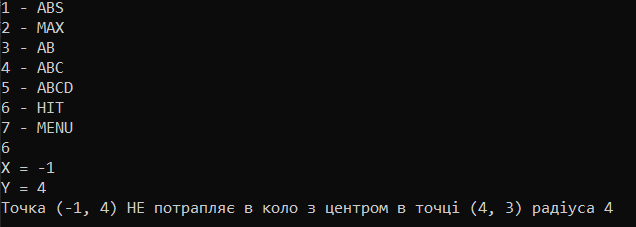 1 - ABS
2 - MAX
3 - AB
4 - ABC
5 - ABCD
6 - HIT
7 - MENU
6
X = -1
Y = 4
Точка (-1, 4) НЕ потрапляє в коло з центром в точці (4, 3) радіуса 4